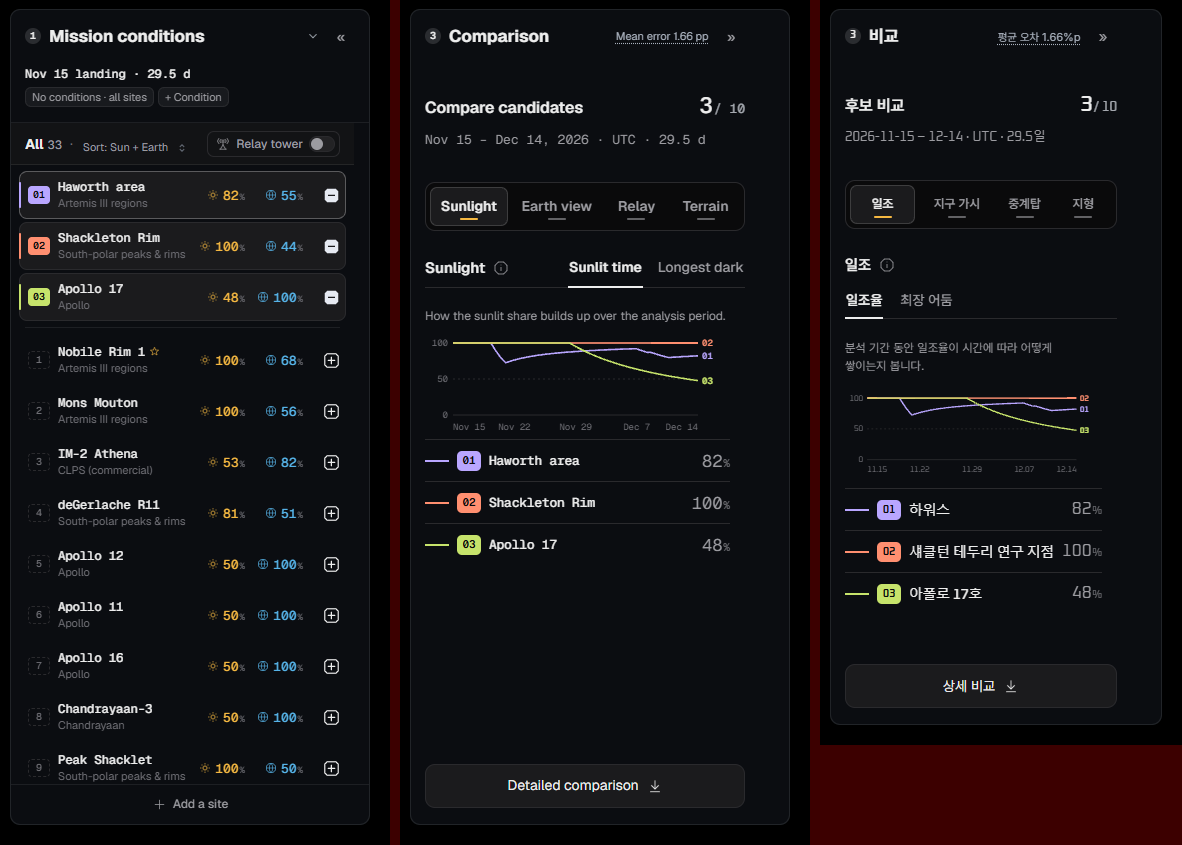 1 Mission conditions
Nov 15 landing · 29.5 d
No conditions · all sites
+ Condition
All 33 · Sort: Sun + Earth
Relay tower
01 Haworth area 82% 55%
Artemis III regions
02 Shackleton Rim 100% 44%
South-polar peaks & rims
03 Apollo 17 48% 100%
Apollo
1 Nobile Rim 1 100% 68%
Artemis III regions
2 Mons Mouton 100% 56%
Artemis III regions
3 IM-2 Athena 53% 82%
CLPS (commercial)
4 deGerlache R11 81% 51%
South-polar peaks & rims
5 Apollo 12 50% 100%
Apollo
6 Apollo 11 50% 100%
Apollo
7 Apollo 16 50% 100%
Apollo
8 Chandrayaan-3 50% 100%
Chandrayaan
9 Peak Shacklet 100% 50%
South-polar peaks & rims
+ Add a site
3 Comparison
Mean error 1.66 pp »
Compare candidates 3/ 10
Nov 15 – Dec 14, 2026 · UTC · 29.5 d
Sunlight Earth view Relay Terrain
Sunlight Sunlit time Longest dark
How the sunlit share builds up over the analysis period.
100 02
01
50 03
0
Nov 15 Nov 22 Nov 29 Dec 7 Dec 14
01 Haworth area 82%
02 Shackleton Rim 100%
03 Apollo 17 48%
Detailed comparison
3 비교
평균 오차 1.66%p »
후보 비교 3/ 10
2026-11-15 – 12-14 · UTC · 29.5일
일조 지구 가시 중계탑 지형
일조
일조율 최장 어둠
분석 기간 동안 일조율이 시간에 따라 어떻게
쌓이는지 봅니다.
100 02
01
50 03
0
11.15 11.22 11.29 12.07 12.14
01 하워스 82%
02 섀클턴 테두리 연구 지점 100%
03 아폴로 17호 48%
상세 비교